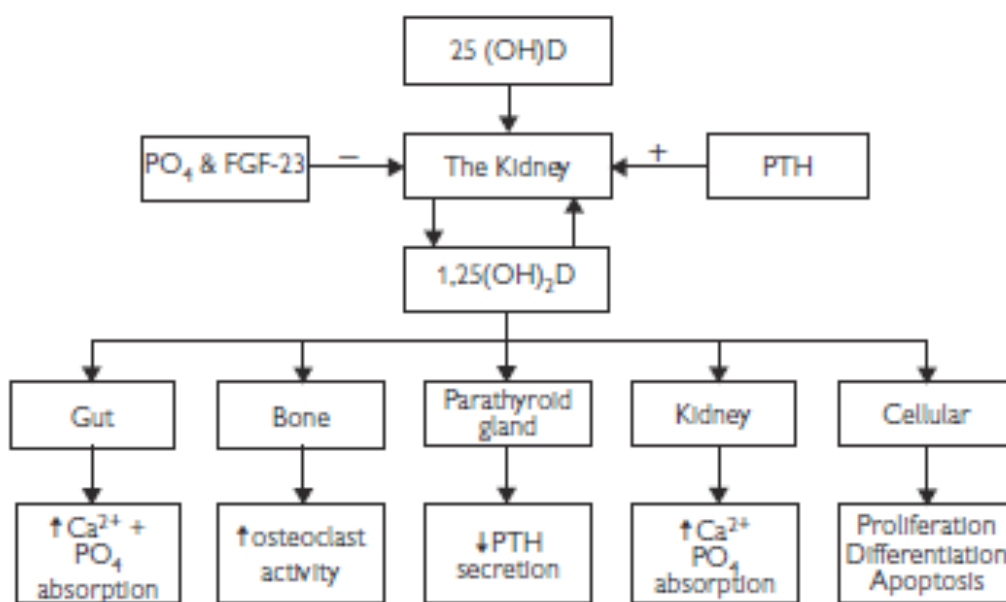 25 (OH)D
PO₄ & FGF-23
−
The Kidney
+
PTH
1,25(OH)₂D
Gut
Bone
Parathyroid
gland
Kidney
Cellular
↑Ca²⁺ +
PO₄
absorption
↑osteoclast
activity
↓PTH
secretion
↑Ca²⁺
PO₄
absorption
Proliferation
Differentiation
Apoptosis